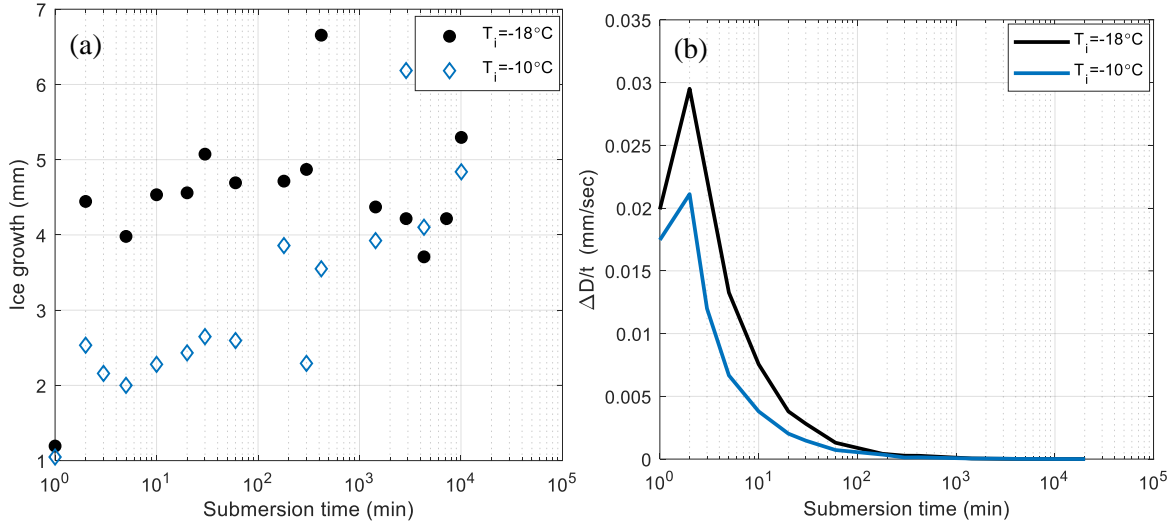 (a)
T_i=-18°C
T_i=-10°C
Ice growth (mm)
7
6
5
4
3
2
1
10^0 10^1 10^2 10^3 10^4 10^5
Submersion time (min)
(b)
T_i=-18°C
T_i=-10°C
ΔD/t (mm/sec)
0.035
0.03
0.025
0.02
0.015
0.01
0.005
0
10^0 10^1 10^2 10^3 10^4 10^5
Submersion time (min)